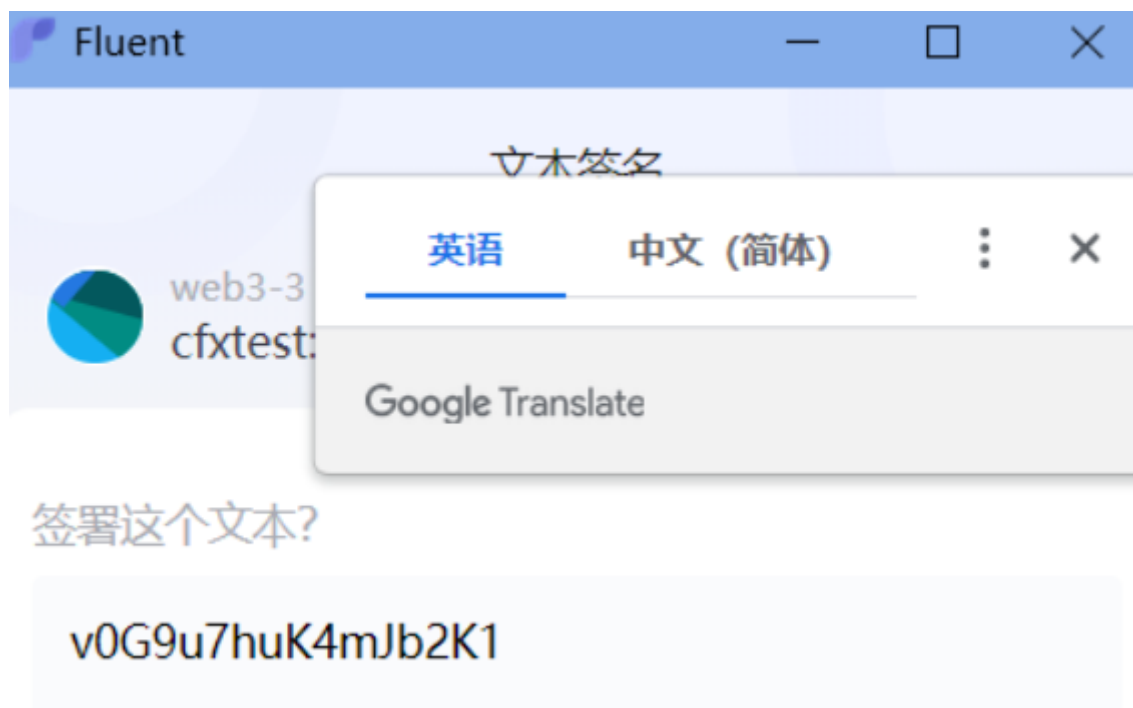 Fluent
文本签名
英语 中文（简体）
web3-3
cfxtest:
Google Translate
签署这个文本?
v0G9u7huK4mJb2K1